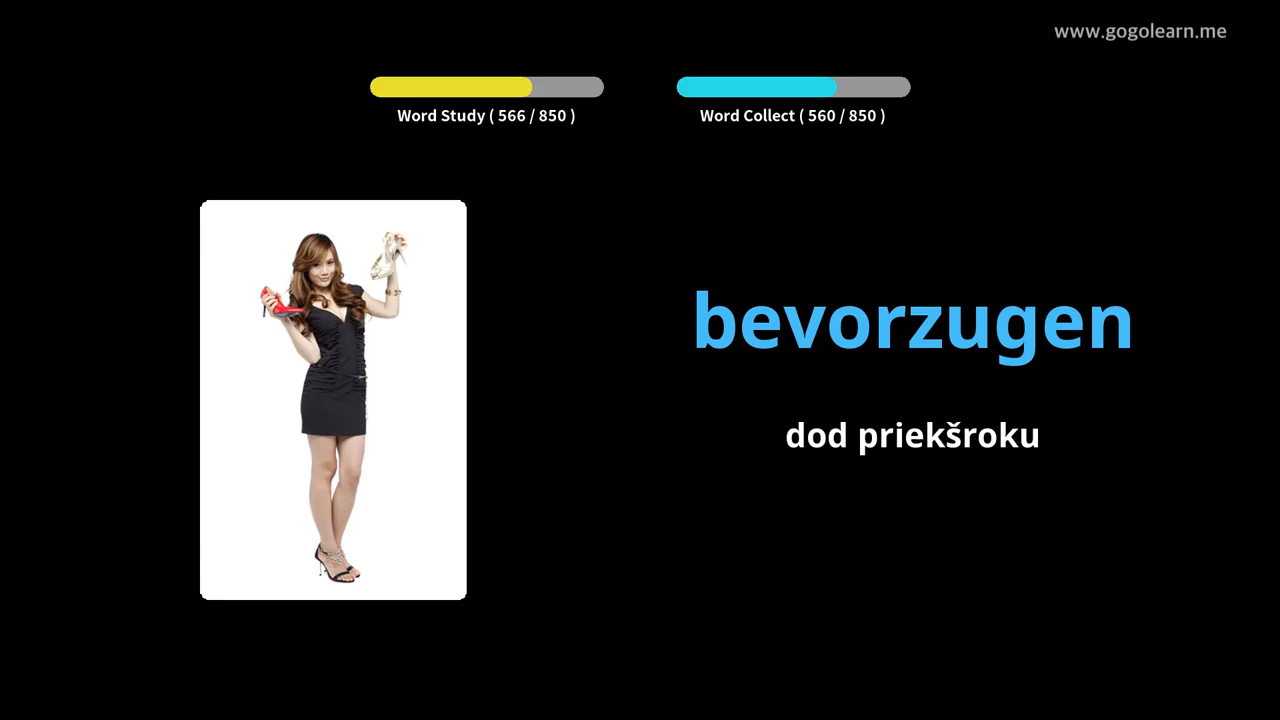 www.gogolearn.me
Word Study ( 566 / 850 )
Word Collect ( 560 / 850 )
bevorzugen
dod priekšroku